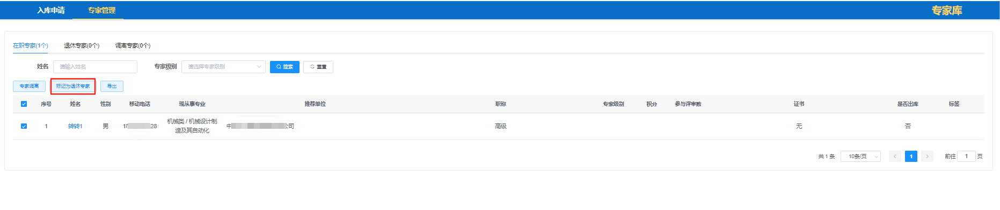 入库申请 专家管理 专家库
在职专家(1个) 退休专家(0个) 调离专家(0个)
姓名 请输入姓名 专家级别 请选择专家级别 搜索 重置
专家调离 标记为退休专家 导出
序号 姓名 性别 移动电话 现从事专业 推荐单位 职称 专家级别 积分 参与评审数 证书 是否出库 标签
1 转转1 男 18 28 机械类 / 机械设计制 中 公司 高级 无 否
造及其自动化
共 1 条 10条/页 1 前往 1 页